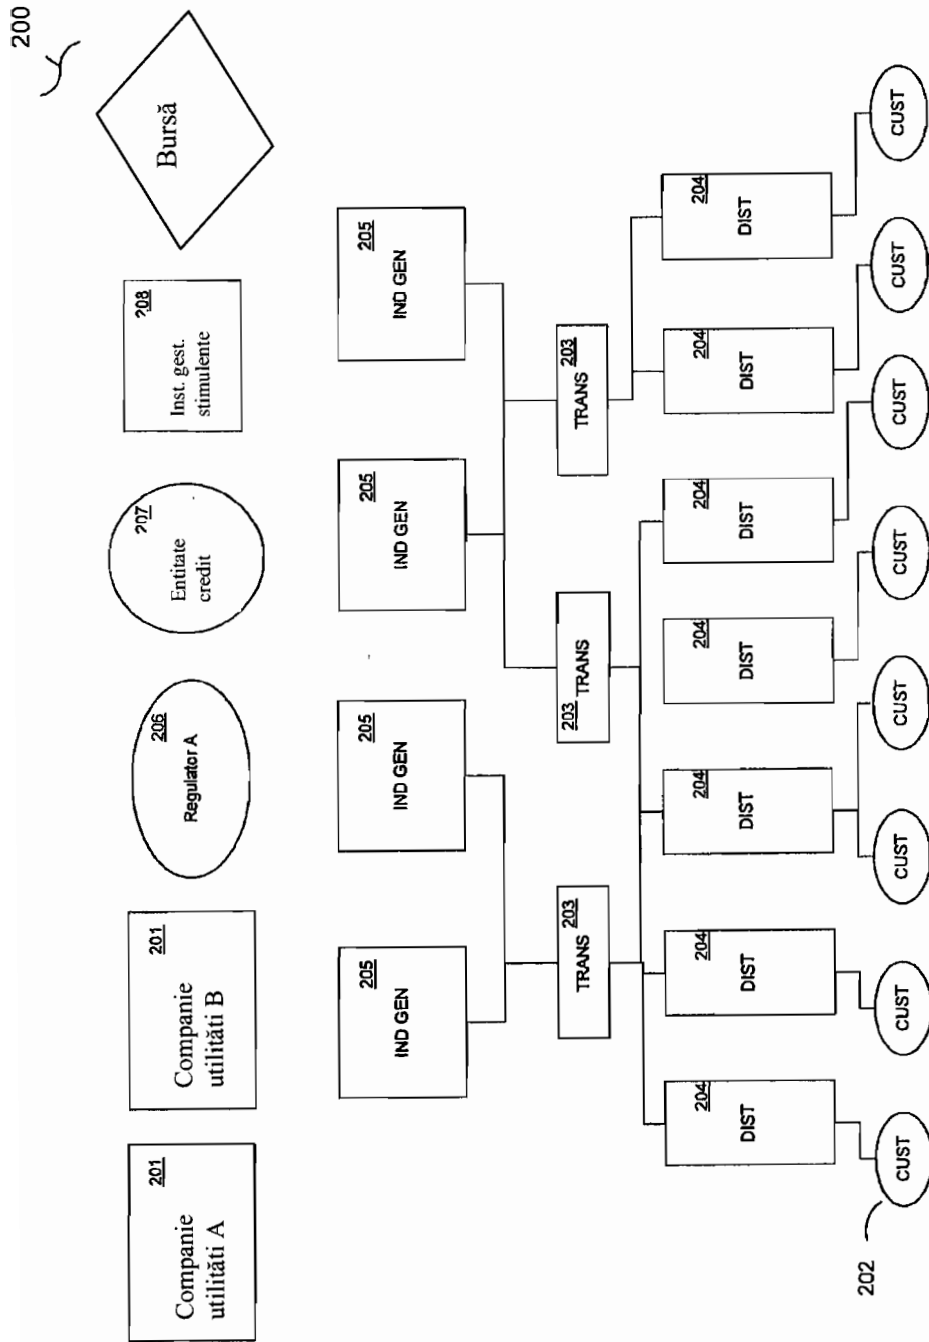 200
201
Companie
utilităti A
201
Companie
utilităti B
206
Regulator A
207
Entitate
credit
208
Inst. gest.
stimulente
Bursă
205
IND GEN
205
IND GEN
205
IND GEN
205
IND GEN
203
TRANS
203
TRANS
203
TRANS
204
DIST
204
DIST
204
DIST
204
DIST
204
DIST
204
DIST
204
DIST
202
CUST
CUST
CUST
CUST
CUST
CUST
CUST
CUST